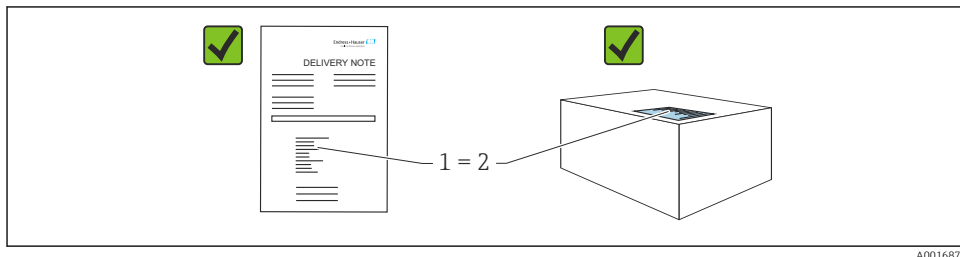 Endress+Hauser
DELIVERY NOTE
1 = 2
A001687